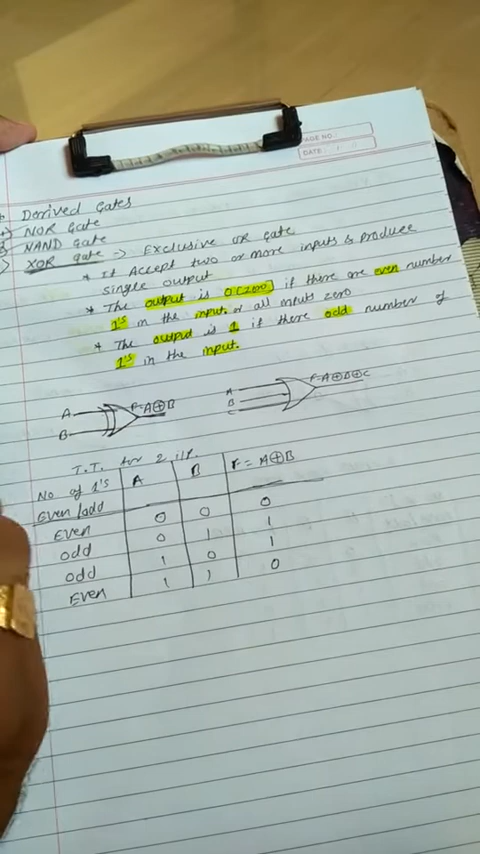 PAGE NO.:
DATE: / /
Derived Gates
NOR Gate
NAND Gate
XOR gate -> Exclusive OR Gate
* It Accept two or more inputs & produce
single output
* The output is 0(zero) if there are even number
1's in the input. or all inputs zero
* The output is 1 if there odd number of
1's in the input.
A B F=A⊕B
A B C F=A⊕B⊕C
T.T. for 2 i/p.
No of 1's A B F = A⊕B
Even/odd
Even 0 0 0
odd 0 1 1
odd 1 0 1
Even 1 1 0